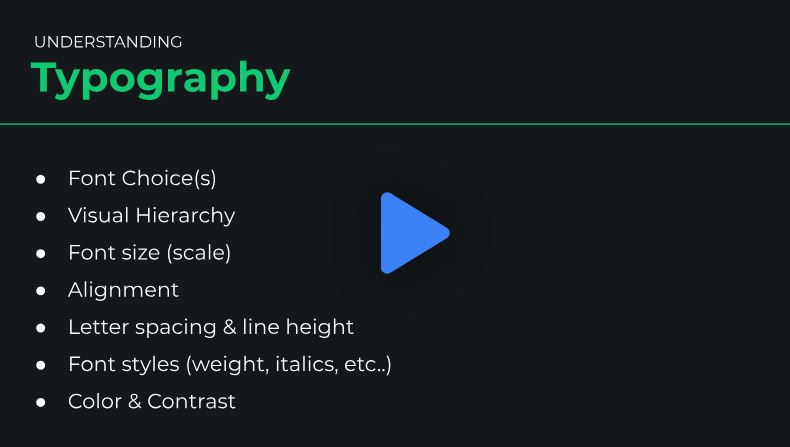 UNDERSTANDING
Typography
● Font Choice(s)
● Visual Hierarchy
● Font size (scale)
● Alignment
● Letter spacing & line height
● Font styles (weight, italics, etc..)
● Color & Contrast